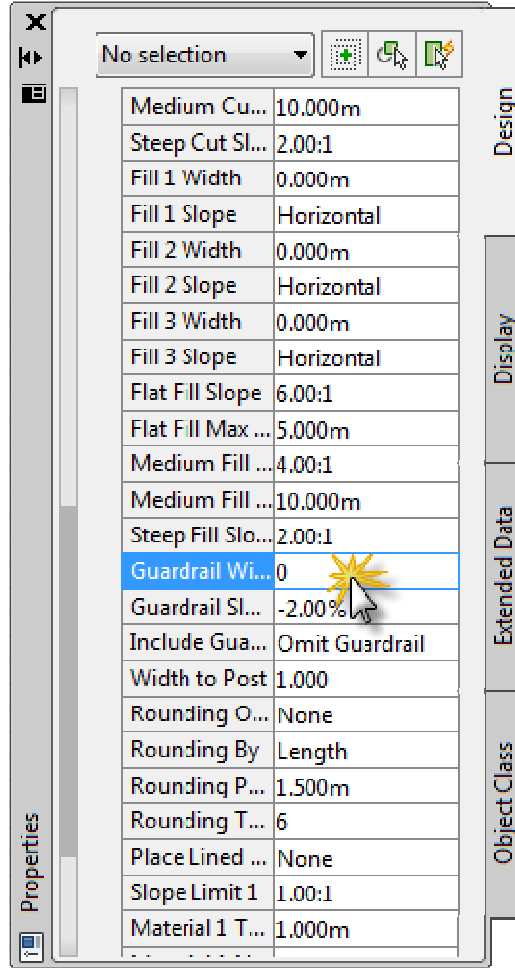 No selection
Medium Cu... 10.000m
Steep Cut Sl... 2.00:1
Fill 1 Width 0.000m
Fill 1 Slope Horizontal
Fill 2 Width 0.000m
Fill 2 Slope Horizontal
Fill 3 Width 0.000m
Fill 3 Slope Horizontal
Flat Fill Slope 6.00:1
Flat Fill Max ... 5.000m
Medium Fill ... 4.00:1
Medium Fill ... 10.000m
Steep Fill Slo... 2.00:1
Guardrail Wi... 0
Guardrail Sl... -2.00%
Include Gua... Omit Guardrail
Width to Post 1.000
Rounding O... None
Rounding By Length
Rounding P... 1.500m
Rounding T... 6
Place Lined ... None
Slope Limit 1 1.00:1
Material 1 T... 1.000m
Design
Display
Extended Data
Object Class
Properties